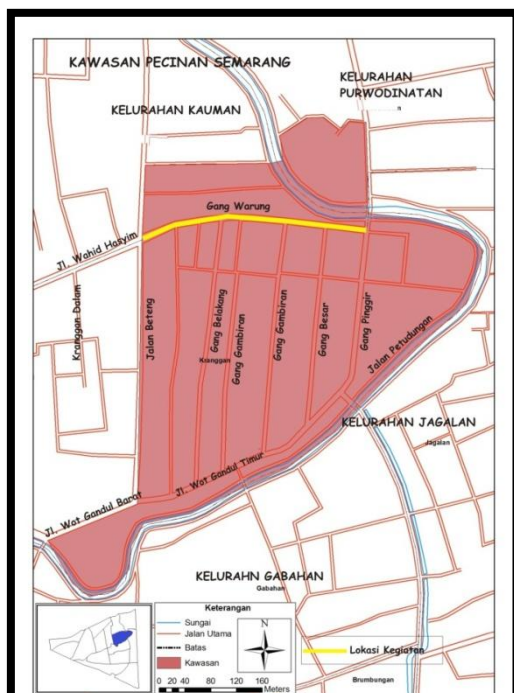 KAWASAN PECINAN SEMARANG
KELURAHAN
PURWODINATAN
KELURAHAN KAUMAN
Gang Warung
Jl. Wahid Hasyim
Kranggan Dalam
Jalan Beteng
Gang Belakang
Kranggan
Gang Gambiran
Gang Gambiran
Gang Besar
Gang Pinggir
Jalan Petudungan
KELURAHAN JAGALAN
Jagalan
Jl. Wot Gandul Timur
Jl. Wot Gandul Barat
KELURAHN GABAHAN
Gabahan
Keterangan
Sungai
Jalan Utama
Batas
Kawasan
N
Lokasi Kegiatan
0 20 40 80 120 160
Meters
Brumbungan